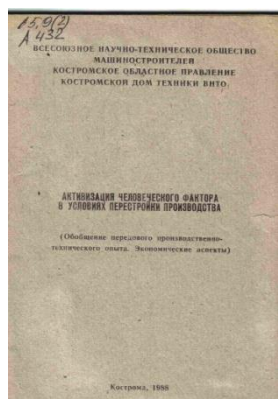 А5,9(2)
А 432
ВСЕСОЮЗНОЕ НАУЧНО-ТЕХНИЧЕСКОЕ ОБЩЕСТВО
МАШИНОСТРОИТЕЛЕЙ
КОСТРОМСКОЕ ОБЛАСТНОЕ ПРАВЛЕНИЕ
КОСТРОМСКОЙ ДОМ ТЕХНИКИ ВНТО
АКТИВИЗАЦИЯ ЧЕЛОВЕЧЕСКОГО ФАКТОРА
В УСЛОВИЯХ ПЕРЕСТРОЙКИ ПРОИЗВОДСТВА
(Обобщение передового производственно-
технического опыта. Экономические аспекты)
Кострома, 1988